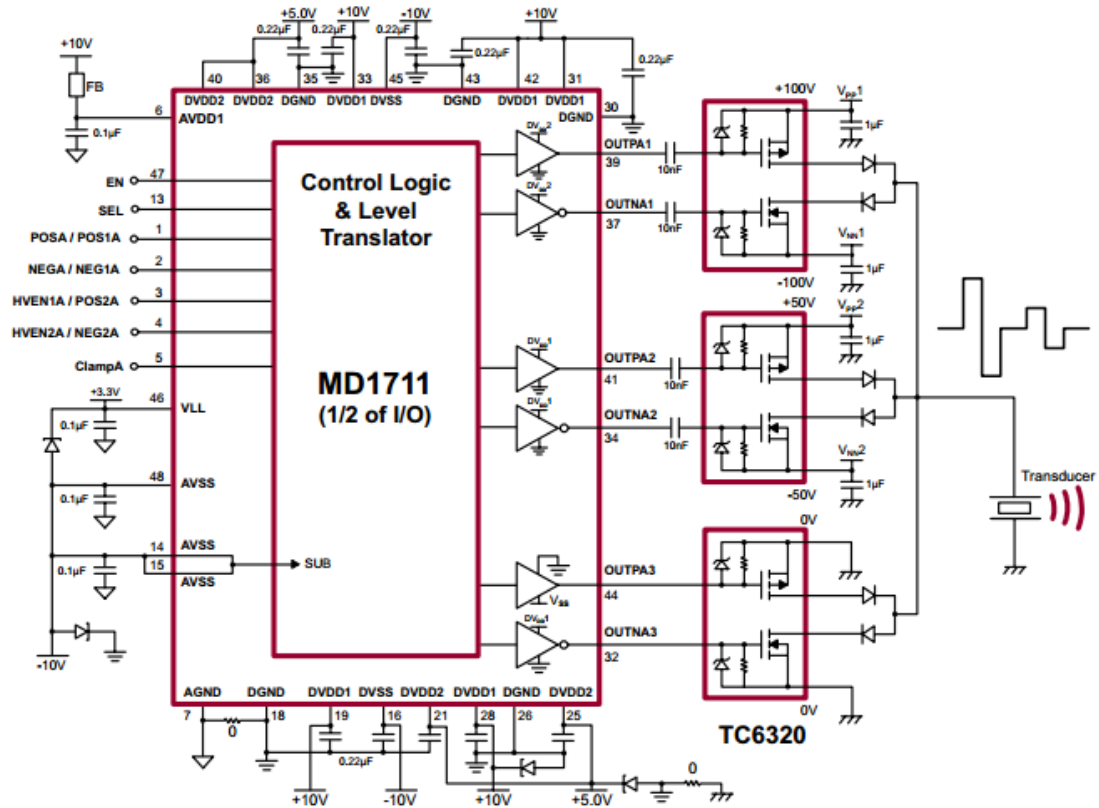 +5.0V +10V -10V +10V
+10V 0.22µF 0.22µF 0.22µF 0.22µF 0.22µF
FB
40 36 35 33 45 43 42 31
DVDD2 DVDD2 DGND DVDD1 DVSS DGND DVDD1 DVDD1
30
DGND
6 AVDD1
0.1µF
47
EN
13
SEL
1
POSA / POS1A
2
NEGA / NEG1A
3
HVEN1A / POS2A
4
HVEN2A / NEG2A
5
ClampA
+3.3V
46 VLL
0.1µF
48 AVSS
0.1µF
14 AVSS
15 AVSS
0.1µF
SUB
-10V
Control Logic
& Level
Translator
MD1711
(1/2 of I/O)
OUTPA1
39
10nF
OUTNA1
37
10nF
+100V
VPP1
1µF
VNN1
1µF
-100V
OUTPA2
41
10nF
OUTNA2
34
10nF
+50V
VPP2
1µF
VNN2
1µF
-50V
VSS
OUTPA3
44
OUTNA3
32
0V
0V
TC6320
Transducer
AGND DGND DVDD1 DVSS DVDD2 DVDD1 DGND DVDD2
7 18 19 16 21 28 26 25
0
0.22µF
0
+10V -10V +10V +5.0V